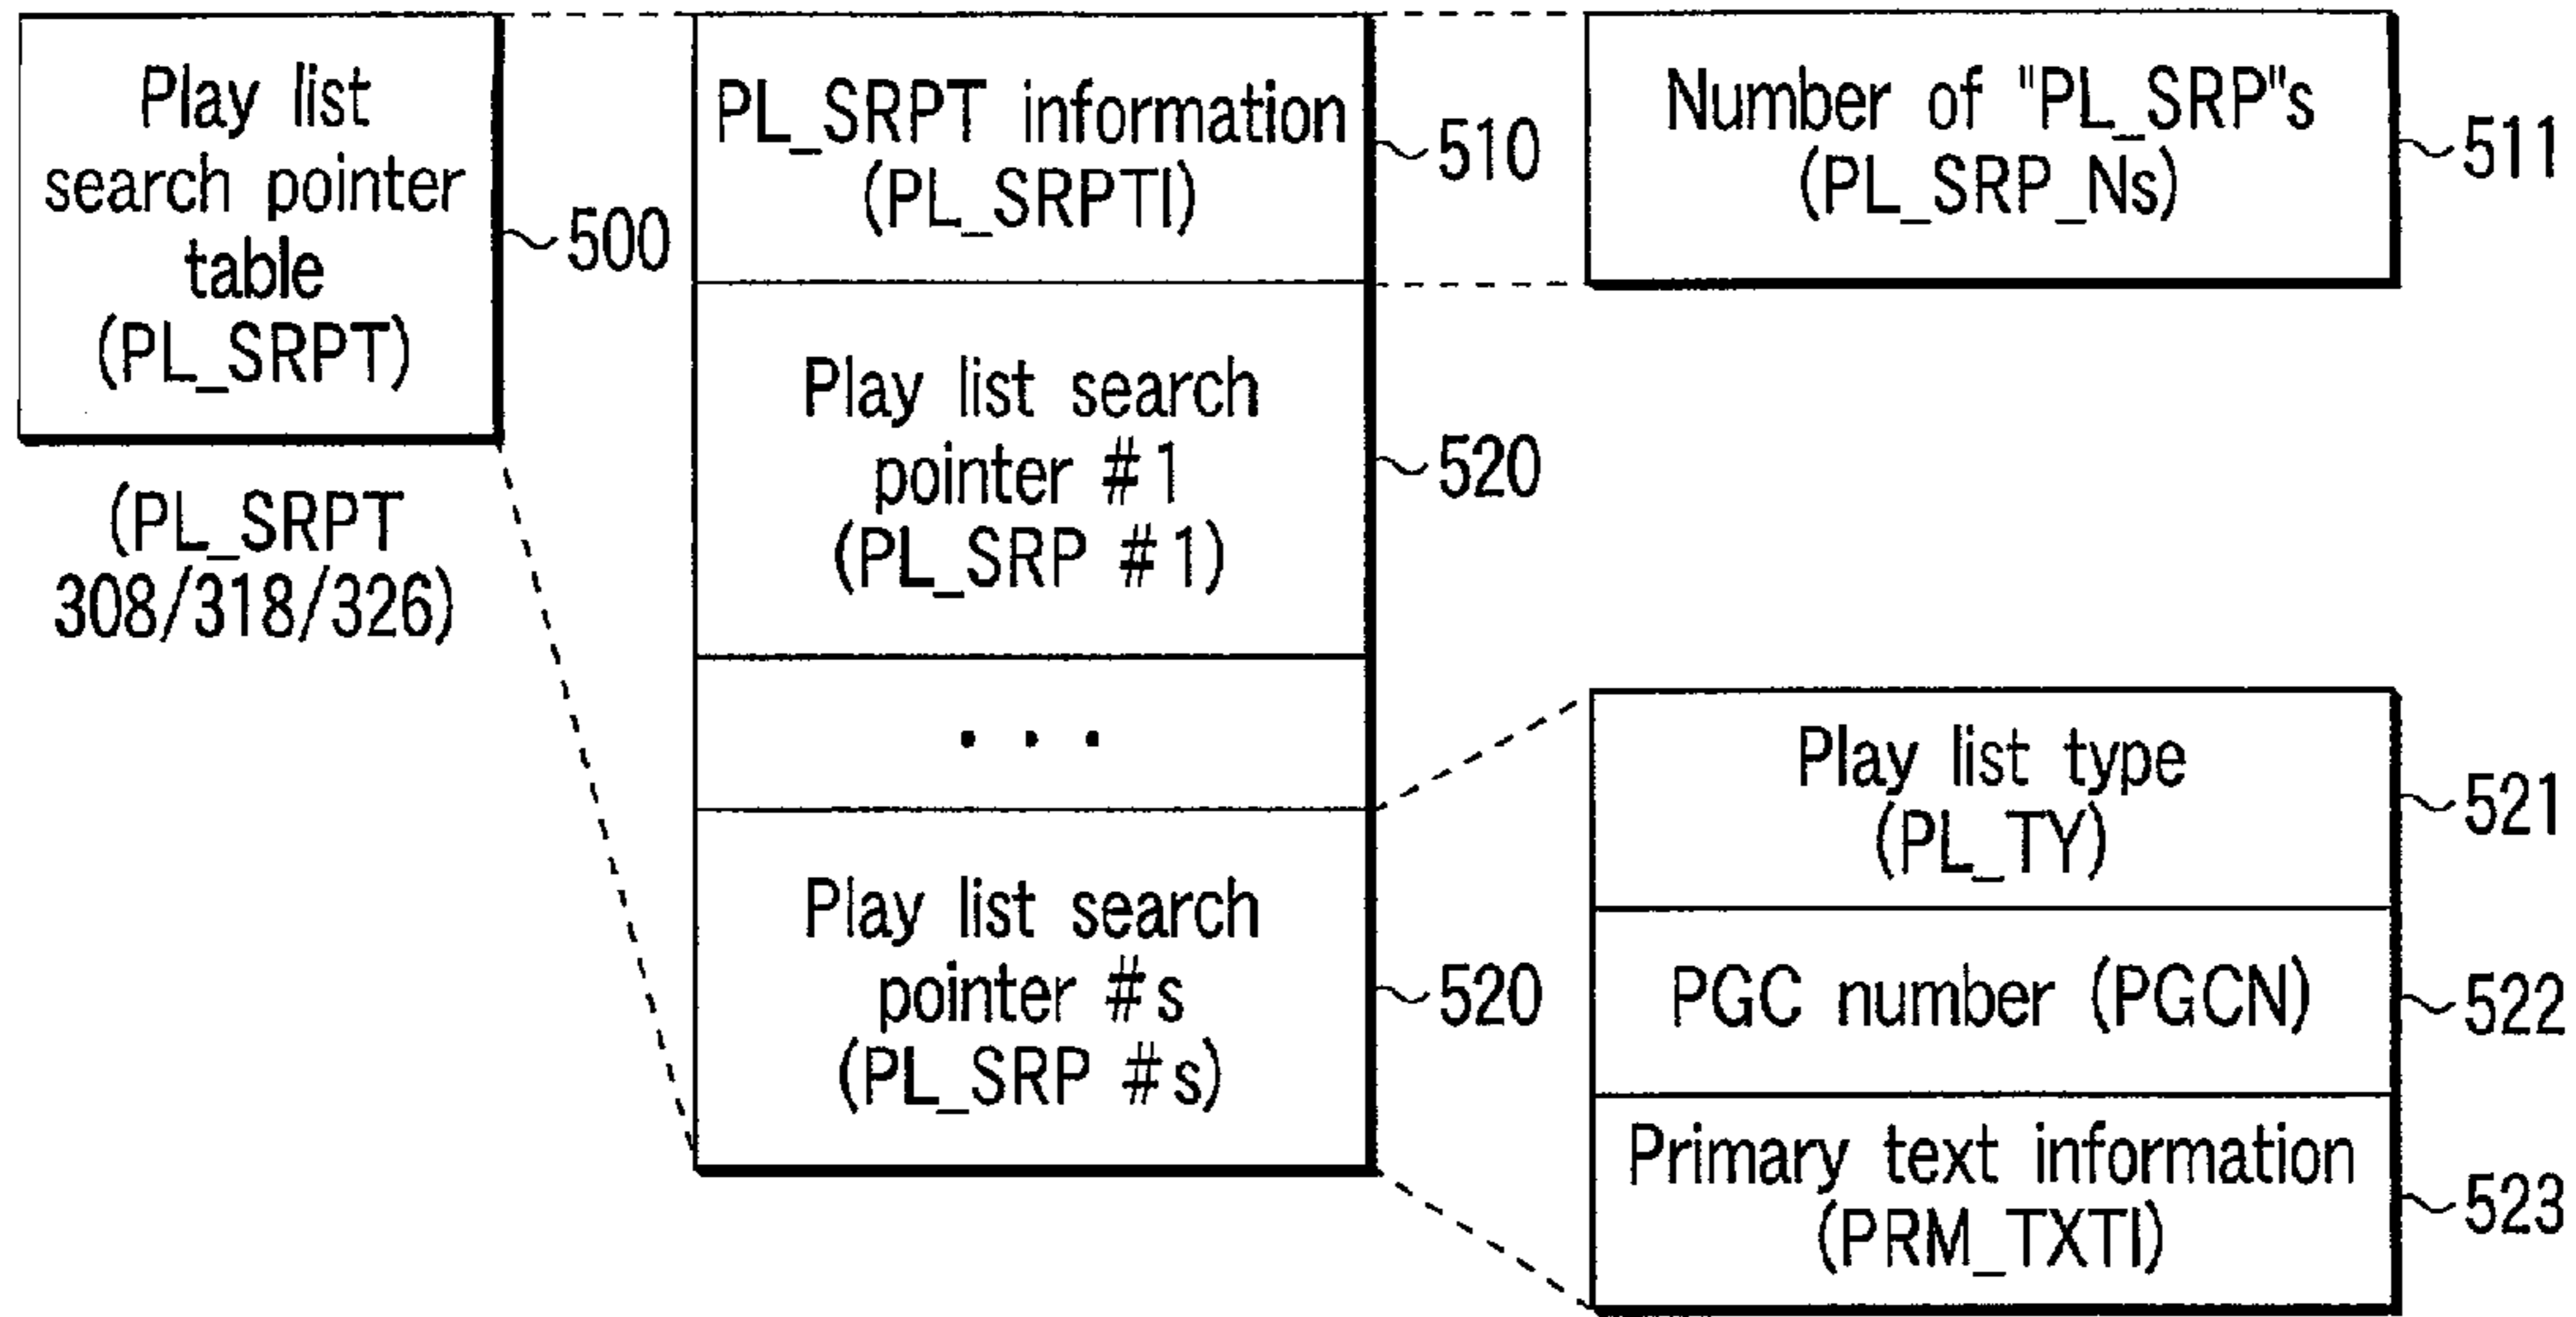 Play list
search pointer
table
(PL_SRPT)
500
(PL_SRPT
308/318/326)
PL_SRPT information
(PL_SRPTI)
510
Play list search
pointer #1
(PL_SRP #1)
520
• • •
Play list search
pointer #s
(PL_SRP #s)
520
Number of "PL_SRP"s
(PL_SRP_Ns)
511
Play list type
(PL_TY)
521
PGC number (PGCN)
522
Primary text information
(PRM_TXTI)
523